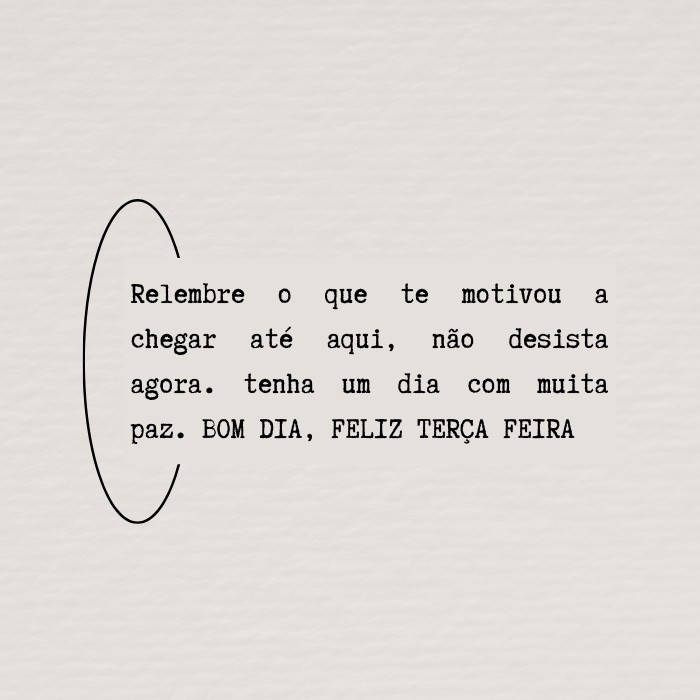 Relembre o que te motivou a
chegar até aqui, não desista
agora. tenha um dia com muita
paz. BOM DIA, FELIZ TERÇA FEIRA